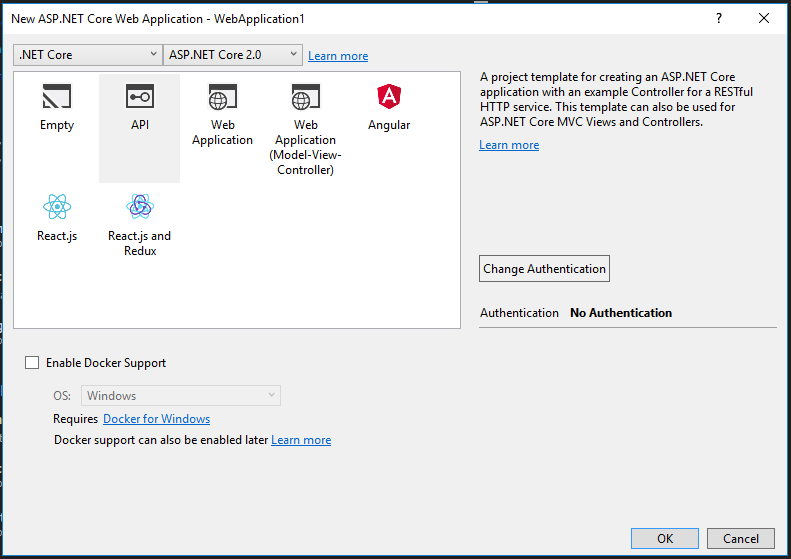 New ASP.NET Core Web Application - WebApplication1
?
.NET Core
ASP.NET Core 2.0
Learn more
Empty
API
Web
Application
Web
Application
(Model-View-
Controller)
Angular
React.js
React.js and
Redux
A project template for creating an ASP.NET Core
application with an example Controller for a RESTful
HTTP service. This template can also be used for
ASP.NET Core MVC Views and Controllers.
Learn more
Change Authentication
Authentication No Authentication
Enable Docker Support
OS: Windows
Requires Docker for Windows
Docker support can also be enabled later Learn more
OK
Cancel